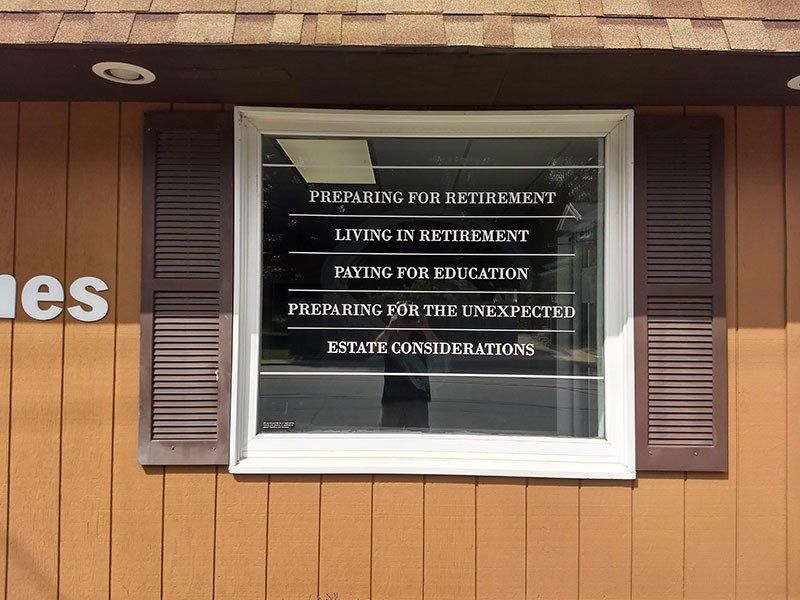 PREPARING FOR RETIREMENT
LIVING IN RETIREMENT
nes
PAYING FOR EDUCATION
PREPARING FOR THE UNEXPECTED
ESTATE CONSIDERATIONS